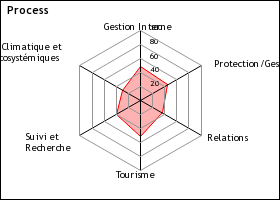 Process
Gestion Interne
80
60
40
20
Climatique et
cosystémiques
Protection/Ges
Suivi et
Recherche
Relations
Tourisme